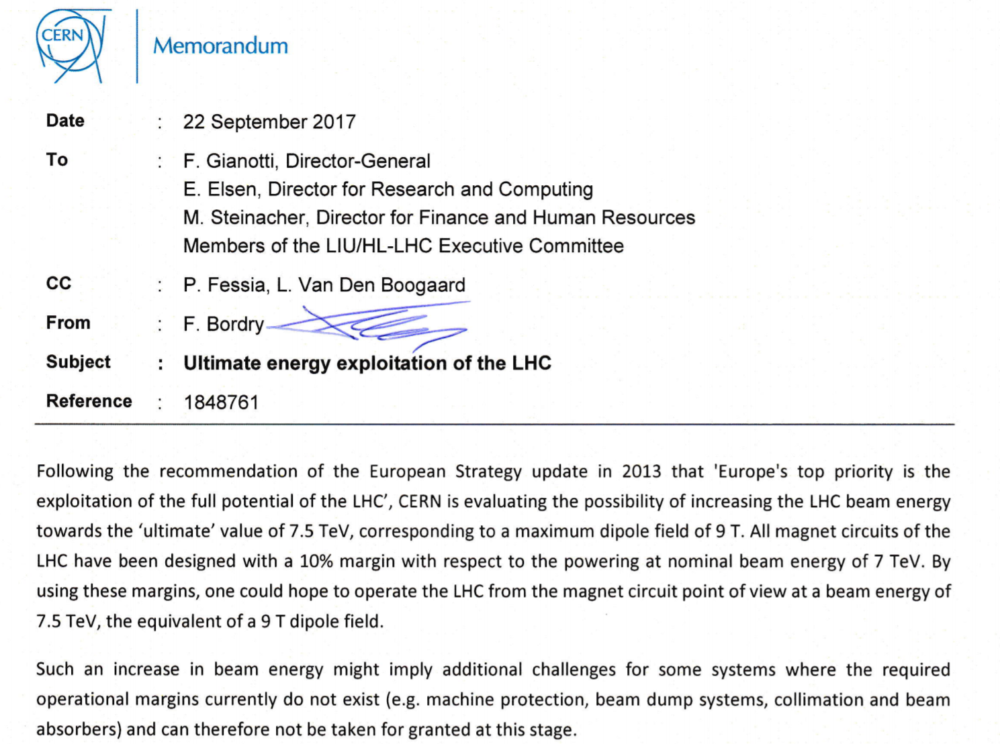 CERN
Memorandum
Date : 22 September 2017
To : F. Gianotti, Director-General
E. Elsen, Director for Research and Computing
M. Steinacher, Director for Finance and Human Resources
Members of the LIU/HL-LHC Executive Committee
CC : P. Fessia, L. Van Den Boogaard
From : F. Bordry
Subject : Ultimate energy exploitation of the LHC
Reference : 1848761
Following the recommendation of the European Strategy update in 2013 that 'Europe's top priority is the
exploitation of the full potential of the LHC’, CERN is evaluating the possibility of increasing the LHC beam energy
towards the ‘ultimate’ value of 7.5 TeV, corresponding to a maximum dipole field of 9 T. All magnet circuits of the
LHC have been designed with a 10% margin with respect to the powering at nominal beam energy of 7 TeV. By
using these margins, one could hope to operate the LHC from the magnet circuit point of view at a beam energy of
7.5 TeV, the equivalent of a 9 T dipole field.
Such an increase in beam energy might imply additional challenges for some systems where the required
operational margins currently do not exist (e.g. machine protection, beam dump systems, collimation and beam
absorbers) and can therefore not be taken for granted at this stage.